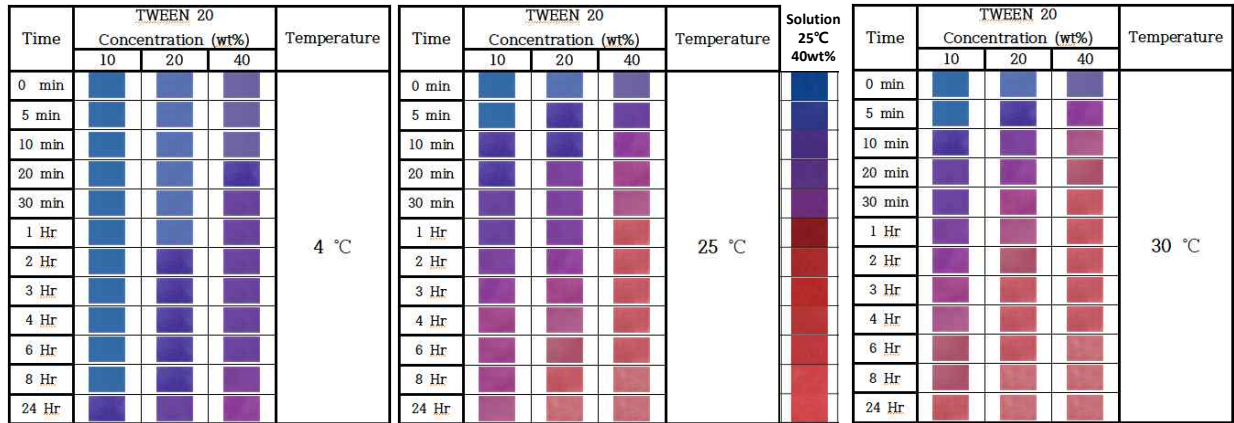 Time TWEEN 20 Temperature
Concentration (wt%)
10 20 40
0 min
5 min
10 min
20 min
30 min
1 Hr
2 Hr
3 Hr
4 Hr
6 Hr
8 Hr
24 Hr
4 ℃
Time TWEEN 20 Temperature
Concentration (wt%)
10 20 40
0 min
5 min
10 min
20 min
30 min
1 Hr
2 Hr
3 Hr
4 Hr
6 Hr
8 Hr
24 Hr
25 ℃
Solution
25℃
40wt%
Time TWEEN 20 Temperature
Concentration (wt%)
10 20 40
0 min
5 min
10 min
20 min
30 min
1 Hr
2 Hr
3 Hr
4 Hr
6 Hr
8 Hr
24 Hr
30 ℃